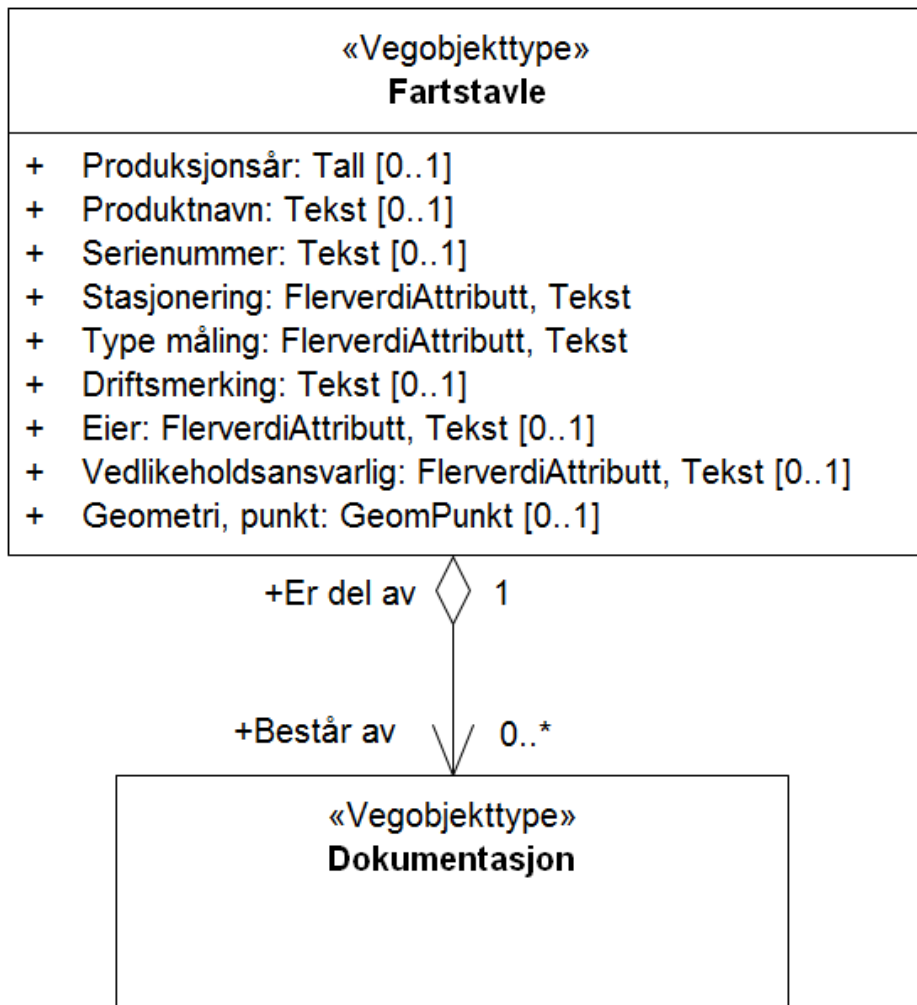 «Vegobjekttype»
Fartstavle
+ Produksjonsår: Tall [0..1]
+ Produktnavn: Tekst [0..1]
+ Serienummer: Tekst [0..1]
+ Stasjonering: FlerverdiAttributt, Tekst
+ Type måling: FlerverdiAttributt, Tekst
+ Driftsmerking: Tekst [0..1]
+ Eier: FlerverdiAttributt, Tekst [0..1]
+ Vedlikeholdsansvarlig: FlerverdiAttributt, Tekst [0..1]
+ Geometri, punkt: GeomPunkt [0..1]
+Er del av 1
+Består av 0..*
«Vegobjekttype»
Dokumentasjon